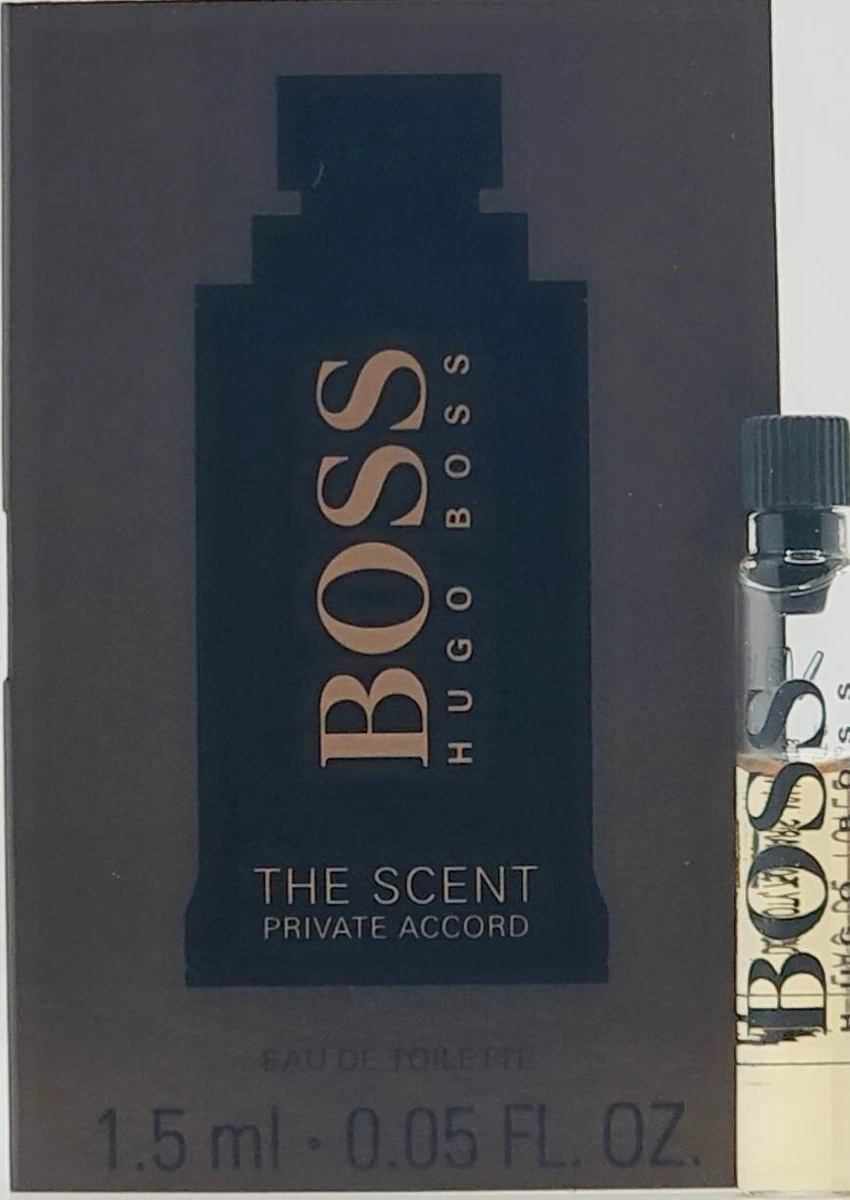 BOSS
HUGO BOSS
THE SCENT
PRIVATE ACCORD
EAU DE TOILETTE
1.5 ml • 0.05 FL. OZ.
BOSS